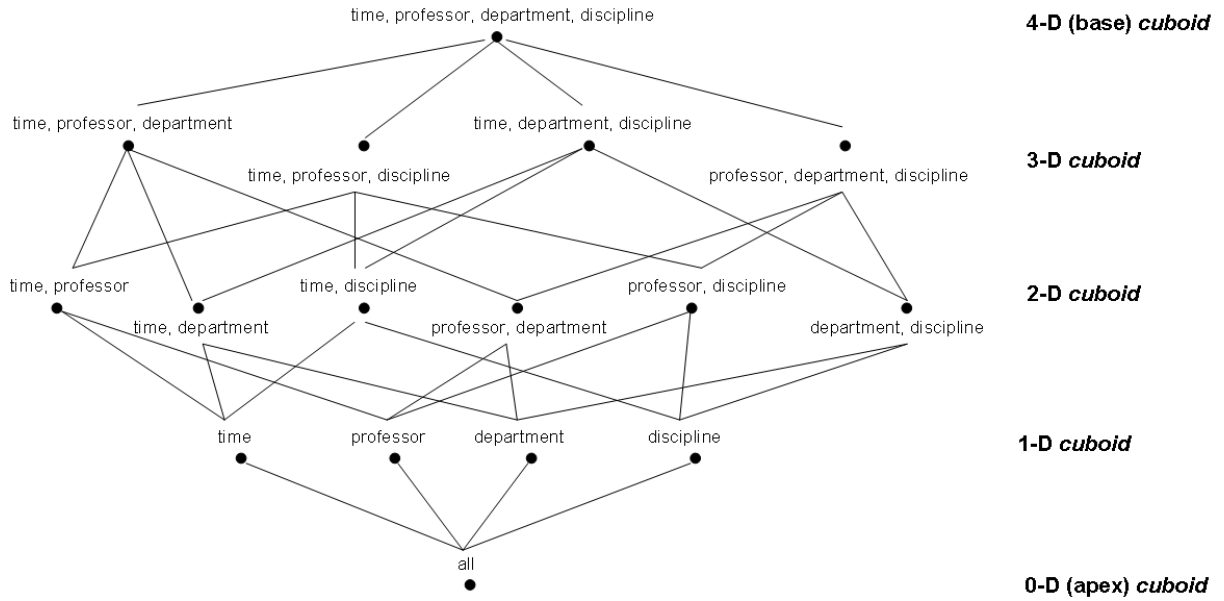 time, professor, department, discipline
4-D (base) cuboid
time, professor, department
time, department, discipline
3-D cuboid
time, professor, discipline
professor, department, discipline
time, professor
time, discipline
professor, discipline
2-D cuboid
time, department
professor, department
department, discipline
time
professor
department
discipline
1-D cuboid
all
0-D (apex) cuboid